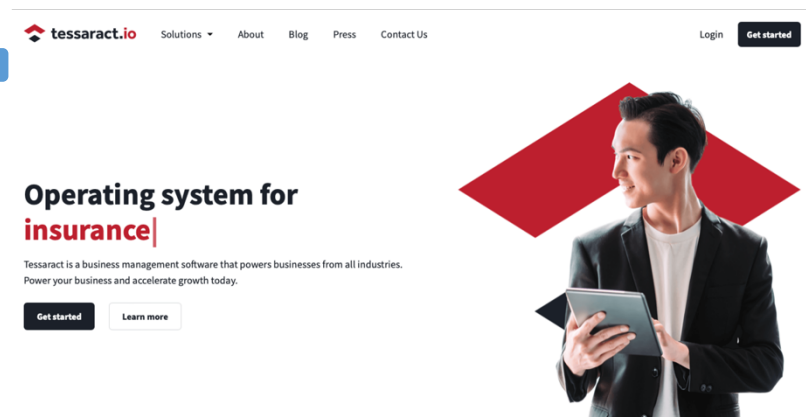 tessaract.io
Solutions
About
Blog
Press
Contact Us
Login
Get started
Operating system for
insurance|
Tessaract is a business management software that powers businesses from all industries.
Power your business and accelerate growth today.
Get started
Learn more